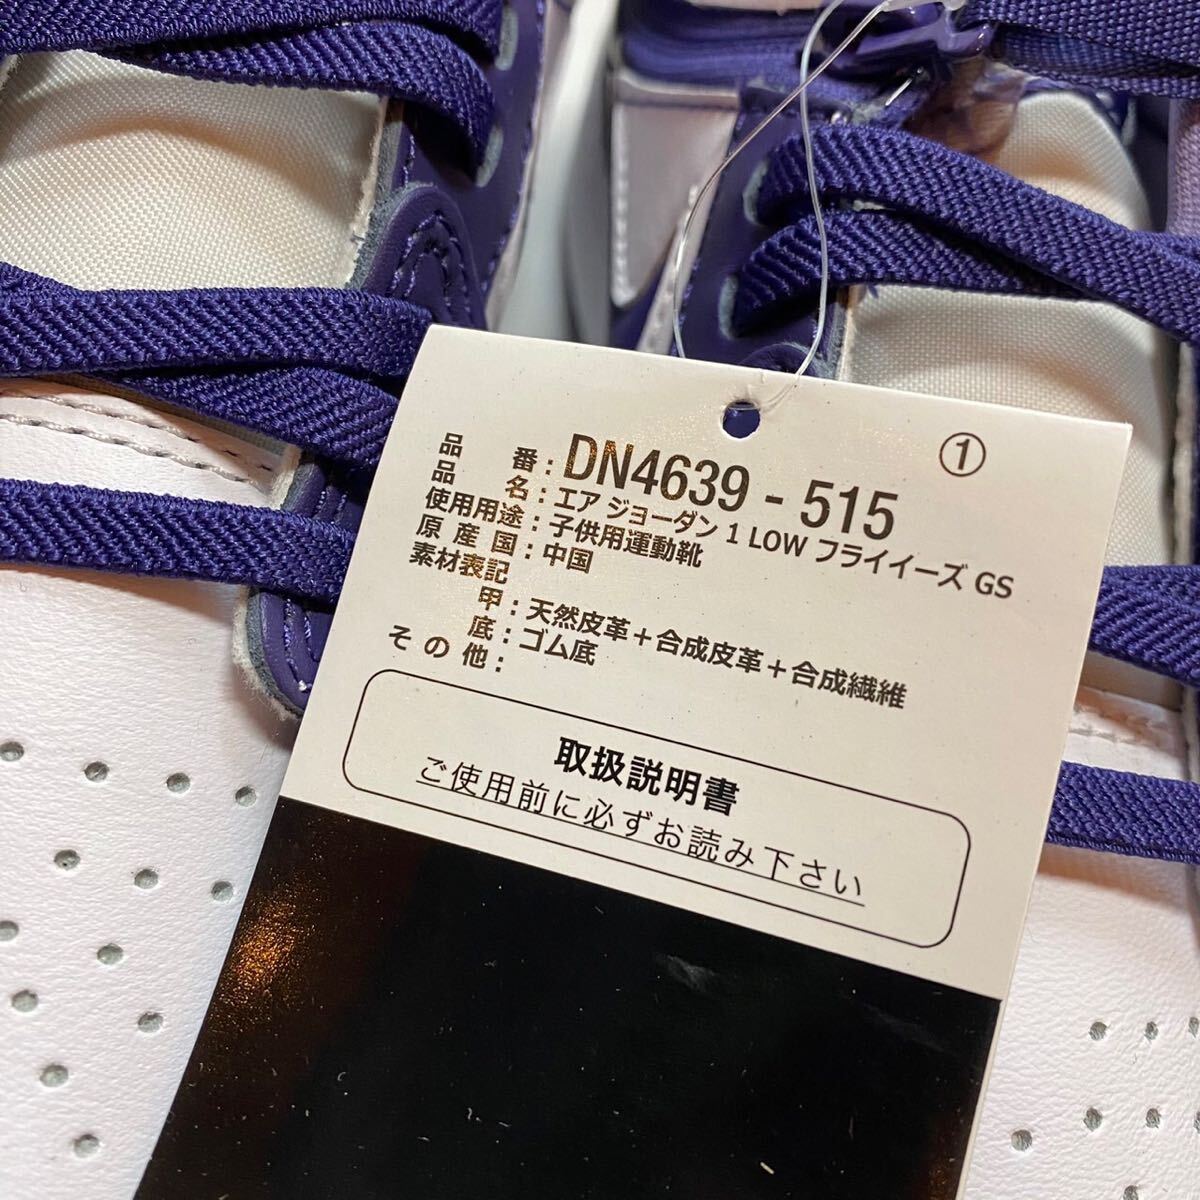 ①
品番：DN4639 - 515
品名：エア ジョーダン 1 LOW フライイーズ GS
使用用途：子供用運動靴
原産国：中国
素材表記
甲：天然皮革＋合成皮革＋合成繊維
底：ゴム底
その他：
取扱説明書
ご使用前に必ずお読み下さい